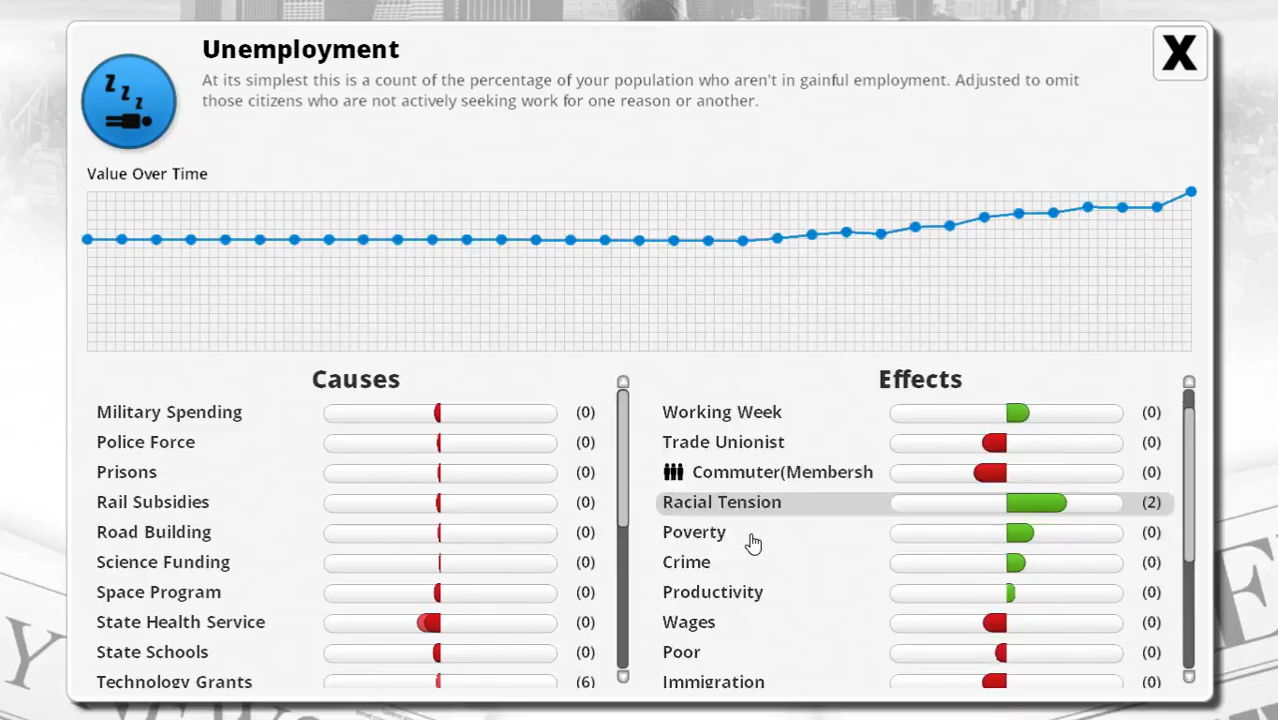 Unemployment
X
At its simplest this is a count of the percentage of your population who aren't in gainful employment. Adjusted to omit
those citizens who are not actively seeking work for one reason or another.
z
z
z
Value Over Time
Causes
Military Spending (0)
Police Force (0)
Prisons (0)
Rail Subsidies (0)
Road Building (0)
Science Funding (0)
Space Program (0)
State Health Service (0)
State Schools (0)
Technology Grants (6)
Effects
Working Week (0)
Trade Unionist (0)
Commuter(Membersh (0)
Racial Tension (2)
Poverty (0)
Crime (0)
Productivity (0)
Wages (0)
Poor (0)
Immigration (0)